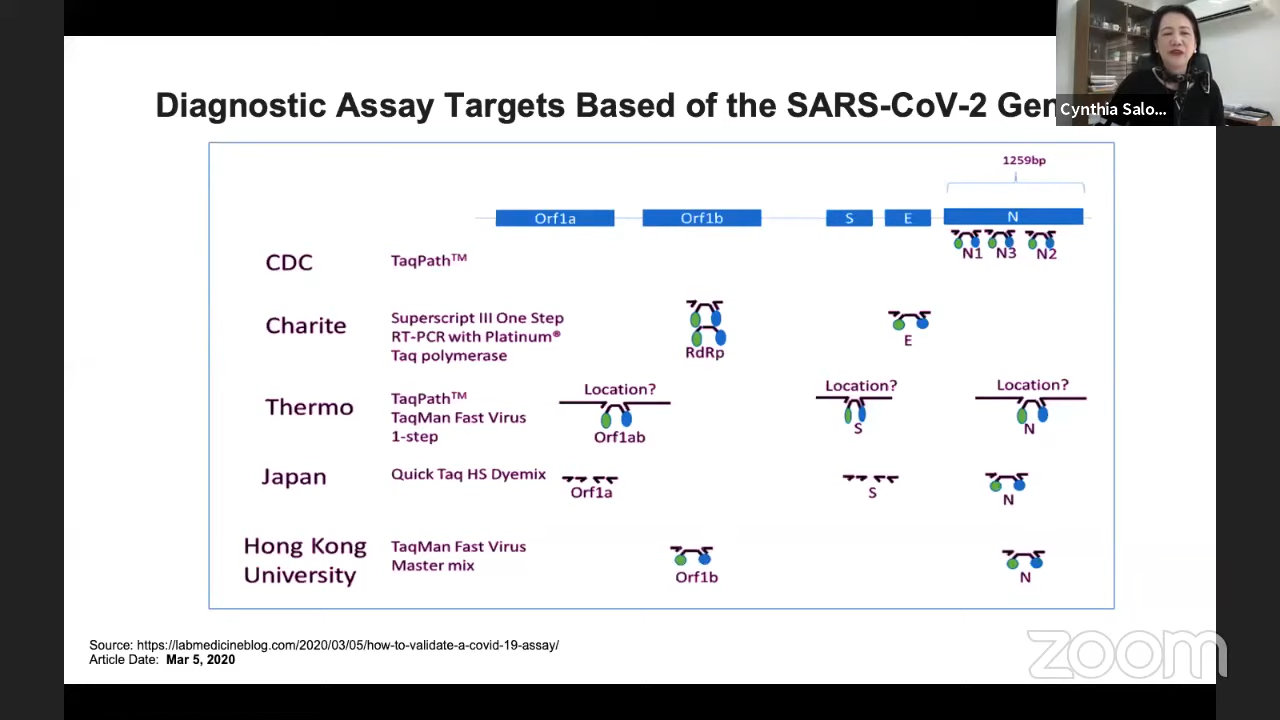 Diagnostic Assay Targets Based of the SARS-CoV-2 Gen
Cynthia Salo...
1259bp
Orf1a
Orf1b
S
E
N
N1
N3
N2
CDC
TaqPath™
Charite
Superscript III One Step
RT-PCR with Platinum®
Taq polymerase
RdRp
E
Thermo
TaqPath™
TaqMan Fast Virus
1-step
Location?
Orf1ab
Location?
S
Location?
N
Japan
Quick Taq HS Dyemix
Orf1a
S
N
Hong Kong
University
TaqMan Fast Virus
Master mix
Orf1b
N
Source: https://labmedicineblog.com/2020/03/05/how-to-validate-a-covid-19-assay/
Article Date: Mar 5, 2020
zoom